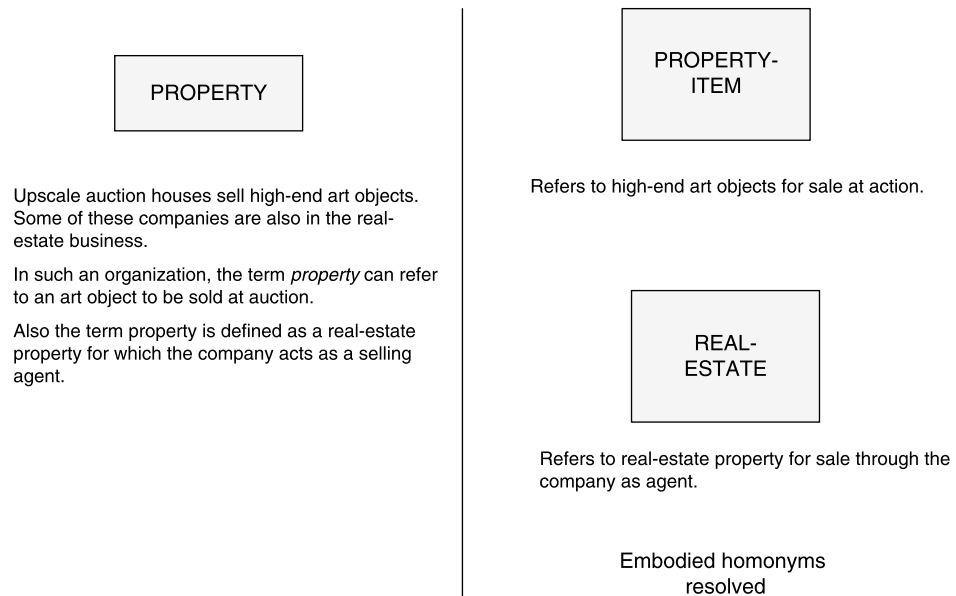 PROPERTY
Upscale auction houses sell high-end art objects.
Some of these companies are also in the real-
estate business.
In such an organization, the term property can refer
to an art object to be sold at auction.
Also the term property is defined as a real-estate
property for which the company acts as a selling
agent.
PROPERTY-
ITEM
Refers to high-end art objects for sale at action.
REAL-
ESTATE
Refers to real-estate property for sale through the
company as agent.
Embodied homonyms
resolved